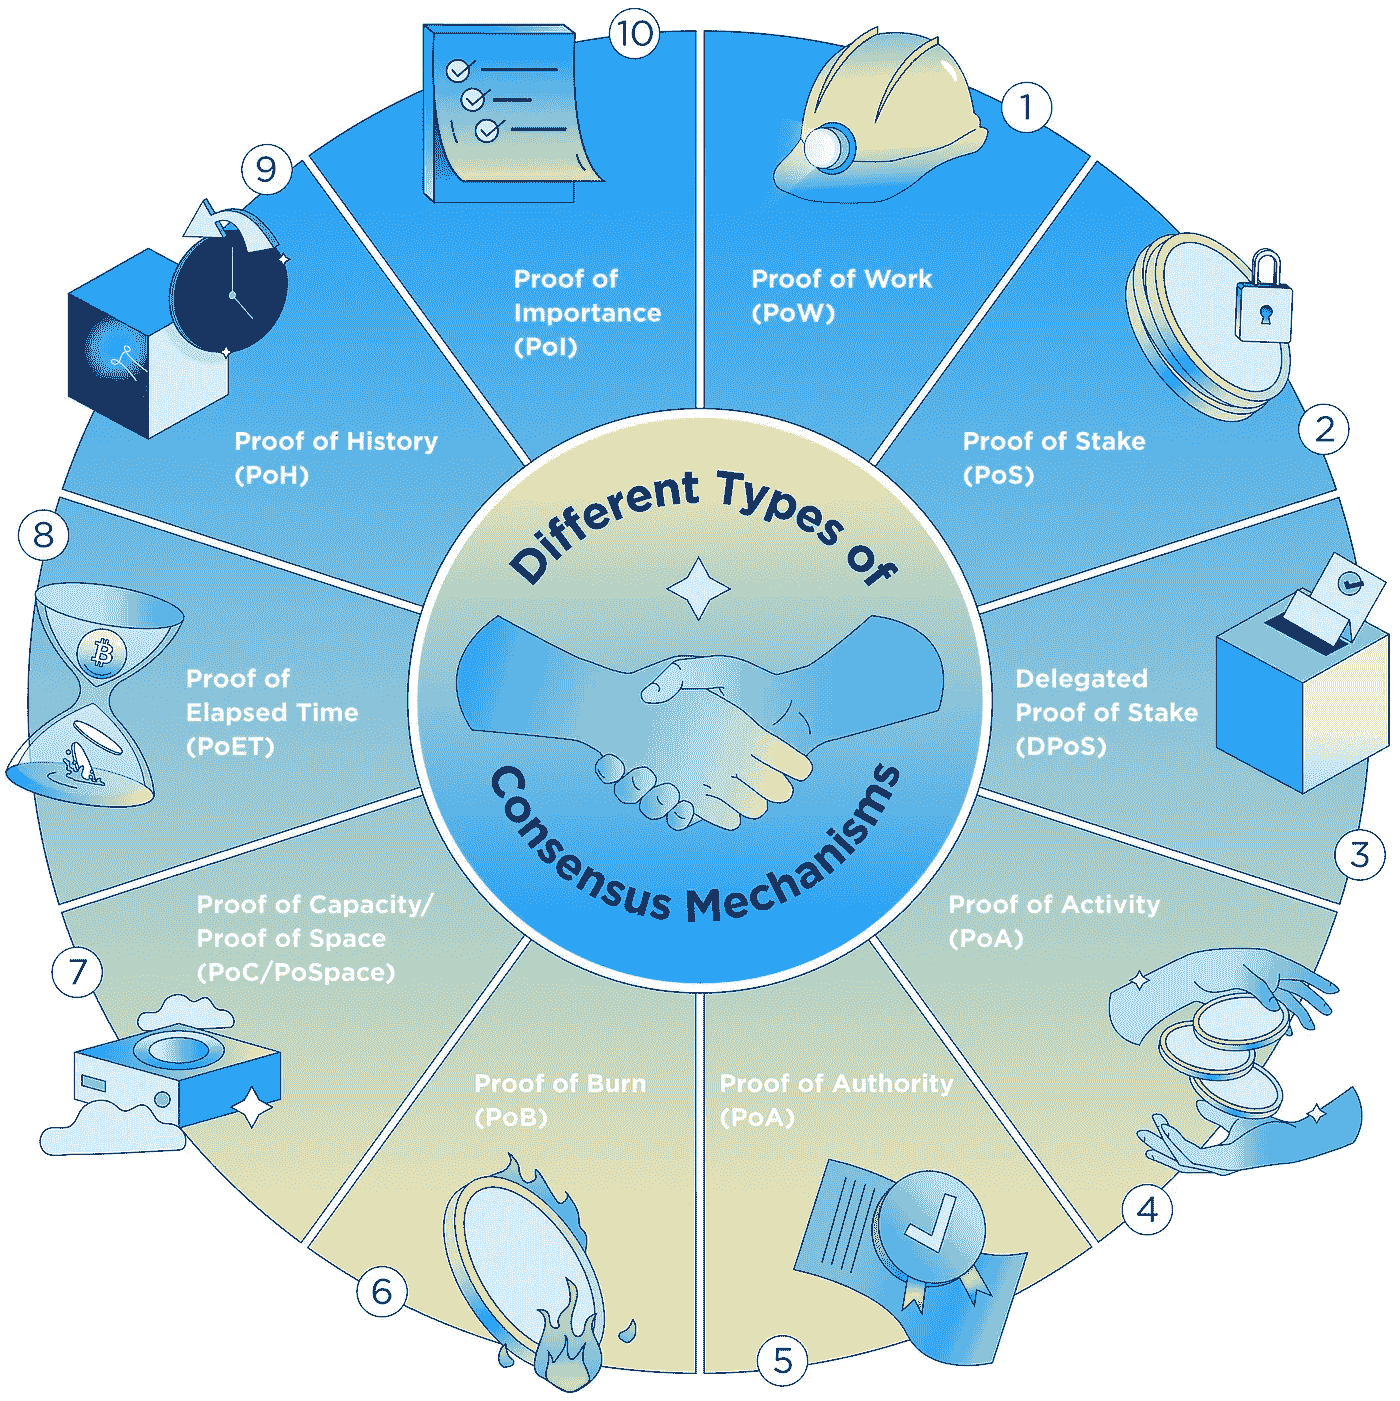 Different Types of
Consensus Mechanisms
1
Proof of Work
(PoW)
2
Proof of Stake
(PoS)
3
Delegated
Proof of Stake
(DPoS)
4
Proof of Activity
(PoA)
5
Proof of Authority
(PoA)
6
Proof of Burn
(PoB)
7
Proof of Capacity/
Proof of Space
(PoC/PoSpace)
8
Proof of
Elapsed Time
(PoET)
₿
9
Proof of History
(PoH)
10
Proof of
Importance
(PoI)